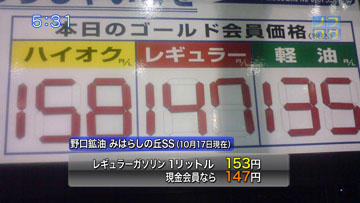 5:31
本日のゴールド会員価格
ハイオク 円/L
レギュラー 円/L
軽油 円/L
158
147
135
野口鉱油 みはらしの丘SS(10月17日現在)
レギュラーガソリン 1リットル 153円
現金会員なら 147円